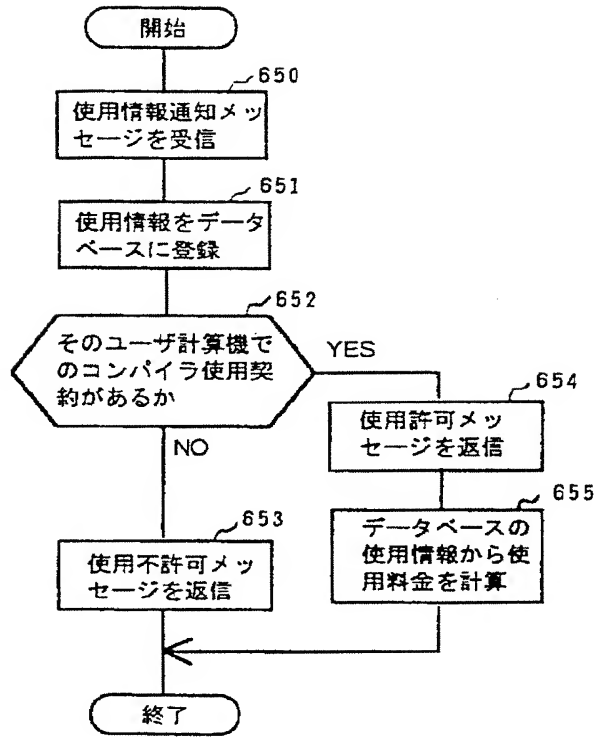 開始
650
使用情報通知メッ
セージを受信
651
使用情報をデータ
ベースに登録
652
そのユーザ計算機で
のコンパイラ使用契
約があるか
YES
NO
654
使用許可メッ
セージを返信
655
データベースの
使用情報から使
用料金を計算
653
使用不許可メッ
セージを返信
終了